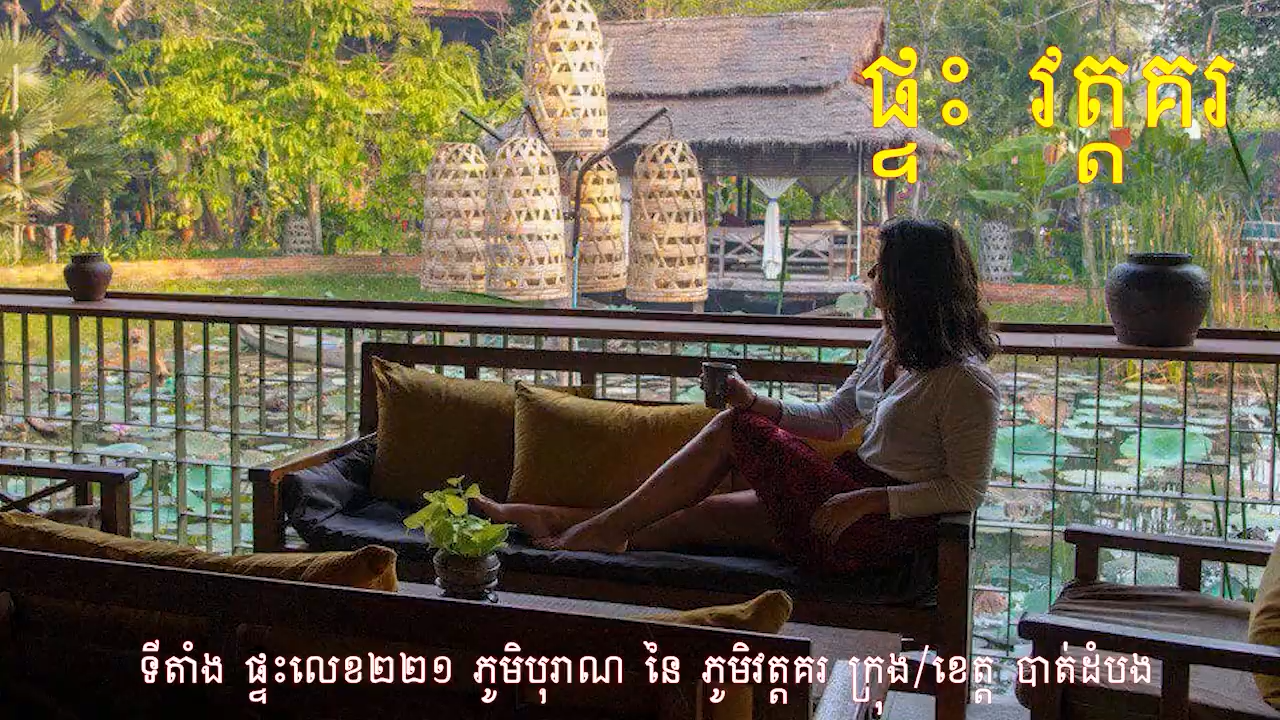 ផ្ទះ វត្តគរ
ទីតាំង ផ្ទះលេខ២២១ ភូមិបុរាណ នៃ ភូមិវត្តគរ ក្រុង/ខេត្ត បាត់ដំបង